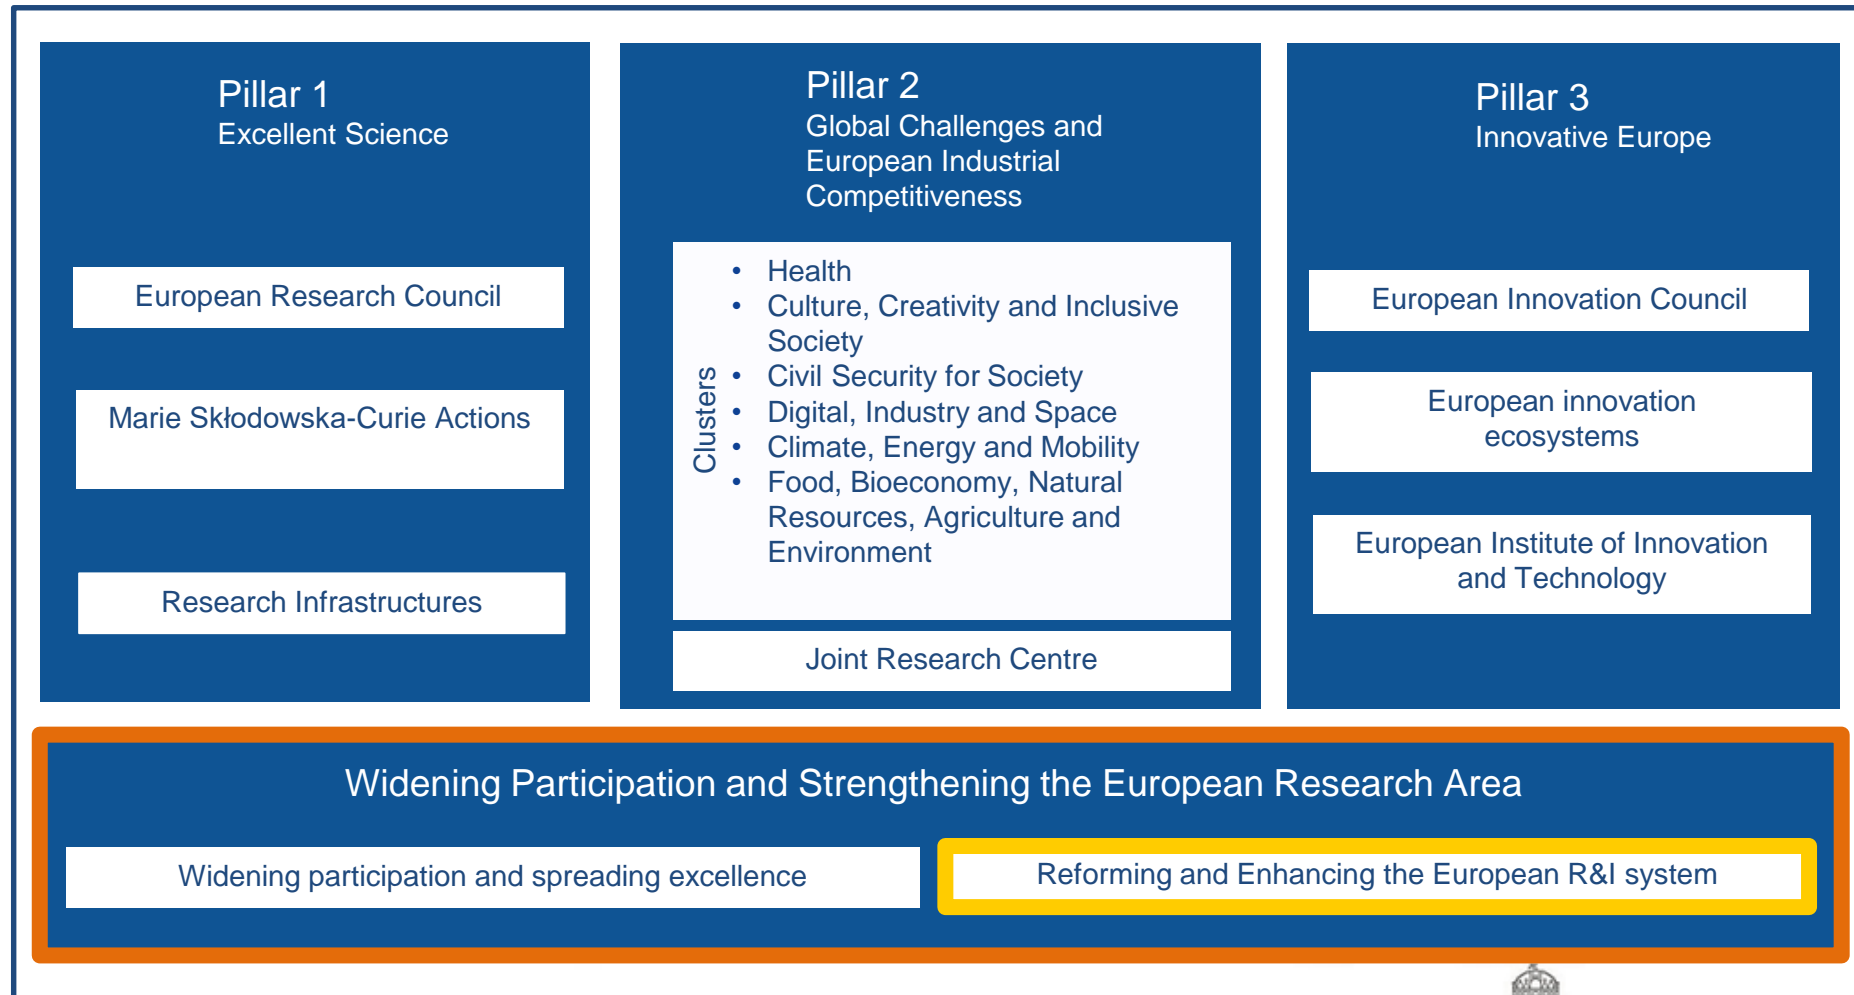 Pillar 1
Excellent Science
European Research Council
Marie Skłodowska-Curie Actions
Research Infrastructures
Pillar 2
Global Challenges and
European Industrial
Competitiveness
Clusters
• Health
• Culture, Creativity and Inclusive
Society
• Civil Security for Society
• Digital, Industry and Space
• Climate, Energy and Mobility
• Food, Bioeconomy, Natural
Resources, Agriculture and
Environment
Joint Research Centre
Pillar 3
Innovative Europe
European Innovation Council
European innovation
ecosystems
European Institute of Innovation
and Technology
Widening Participation and Strengthening the European Research Area
Widening participation and spreading excellence
Reforming and Enhancing the European R&I system